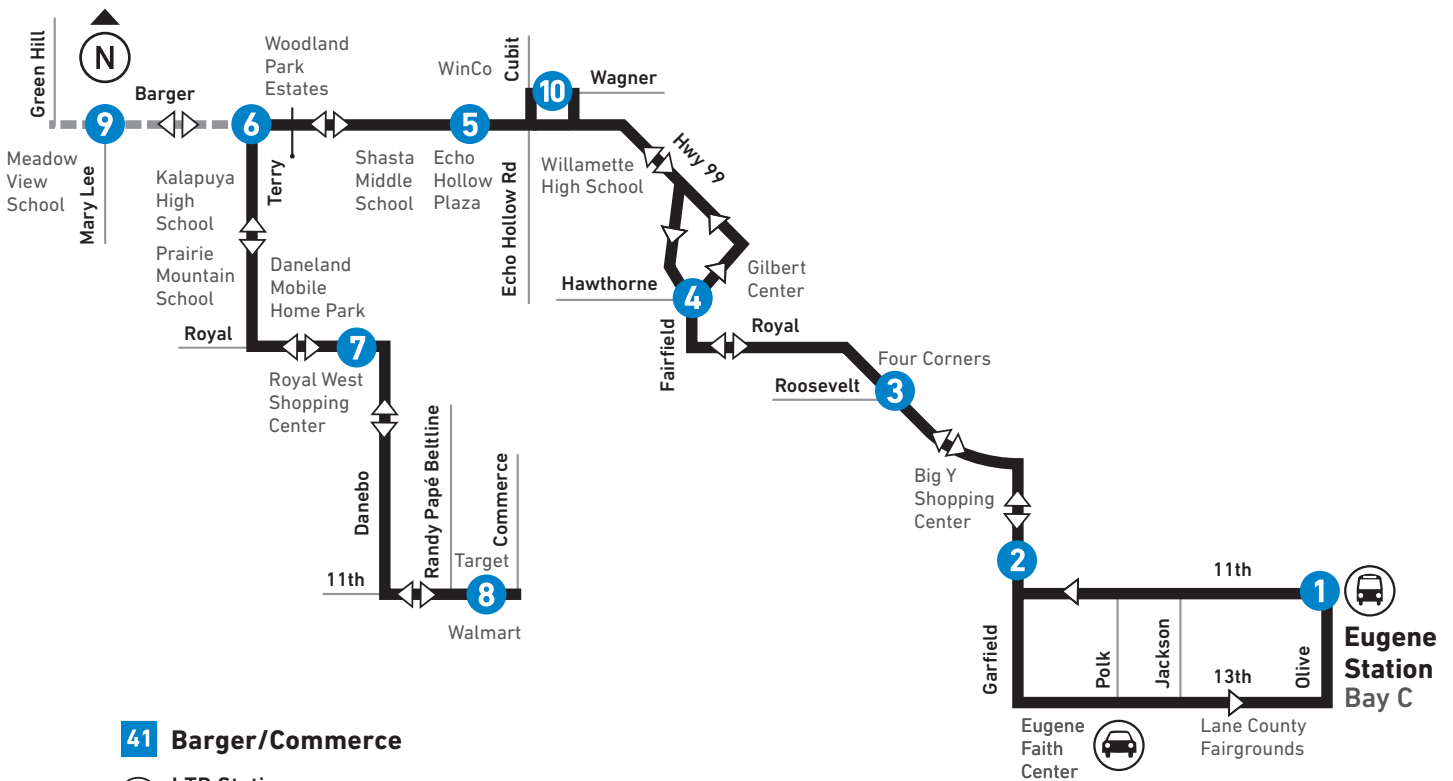 Green Hill
N
Woodland
Park
Estates
WinCo
Cubit
10
Wagner
Barger
9
6
5
Hwy 99
Meadow
View
School
Mary Lee
Kalapuya
High
School
Terry
Shasta
Middle
School
Echo
Hollow
Plaza
Echo Hollow Rd
Willamette
High School
Prairie
Mountain
School
Daneland
Mobile
Home Park
Hawthorne
4
Gilbert
Center
Royal
7
Fairfield
Royal
Royal West
Shopping
Center
Four Corners
Roosevelt
3
Danebo
Randy Papé Beltline
Commerce
Big Y
Shopping
Center
Target
11th
8
Walmart
2
11th
1
Garfield
Polk
Jackson
13th
Olive
Eugene
Station
Bay C
Eugene
Faith
Center
Lane County
Fairgrounds
41 Barger/Commerce